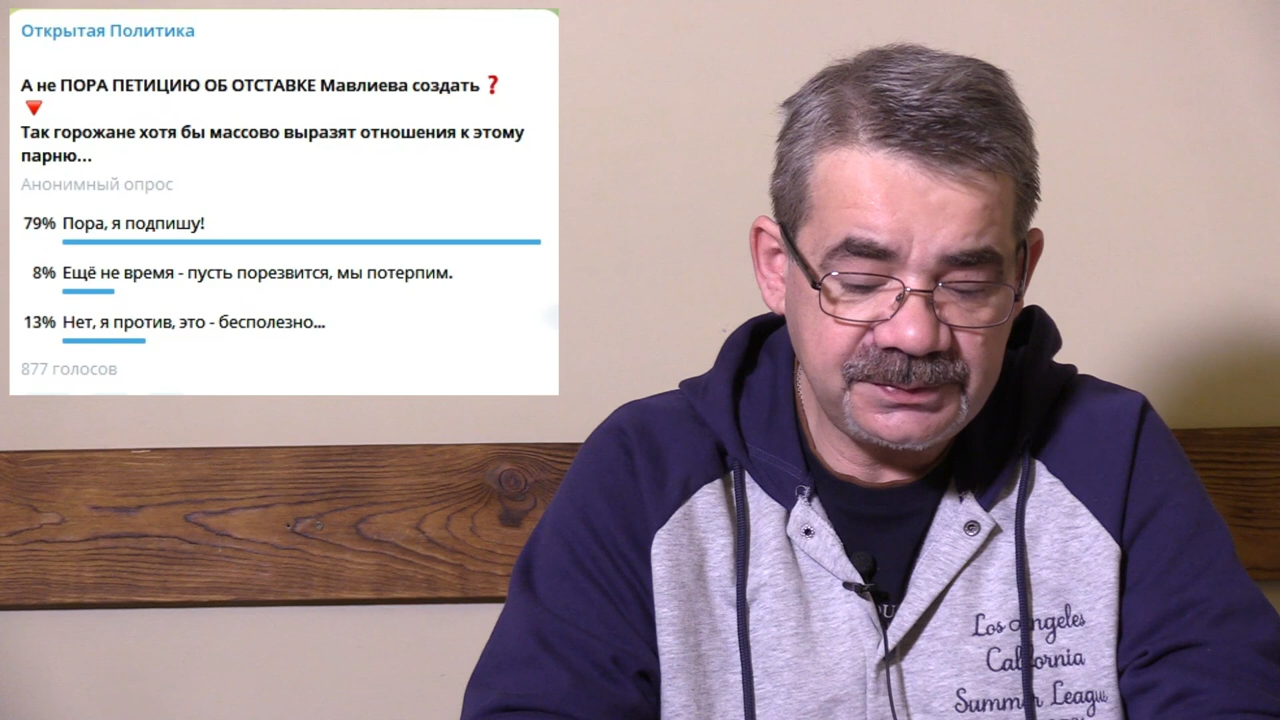 Открытая Политика
А не ПОРА ПЕТИЦИЮ ОБ ОТСТАВКЕ Мавлиева создать ❓
🔻
Так горожане хотя бы массово выразят отношения к этому
парню...
Анонимный опрос
79% Пора, я подпишу!
8% Ещё не время - пусть порезвится, мы потерпим.
13% Нет, я против, это - бесполезно...
877 голосов
Los Angeles
California
Summer League